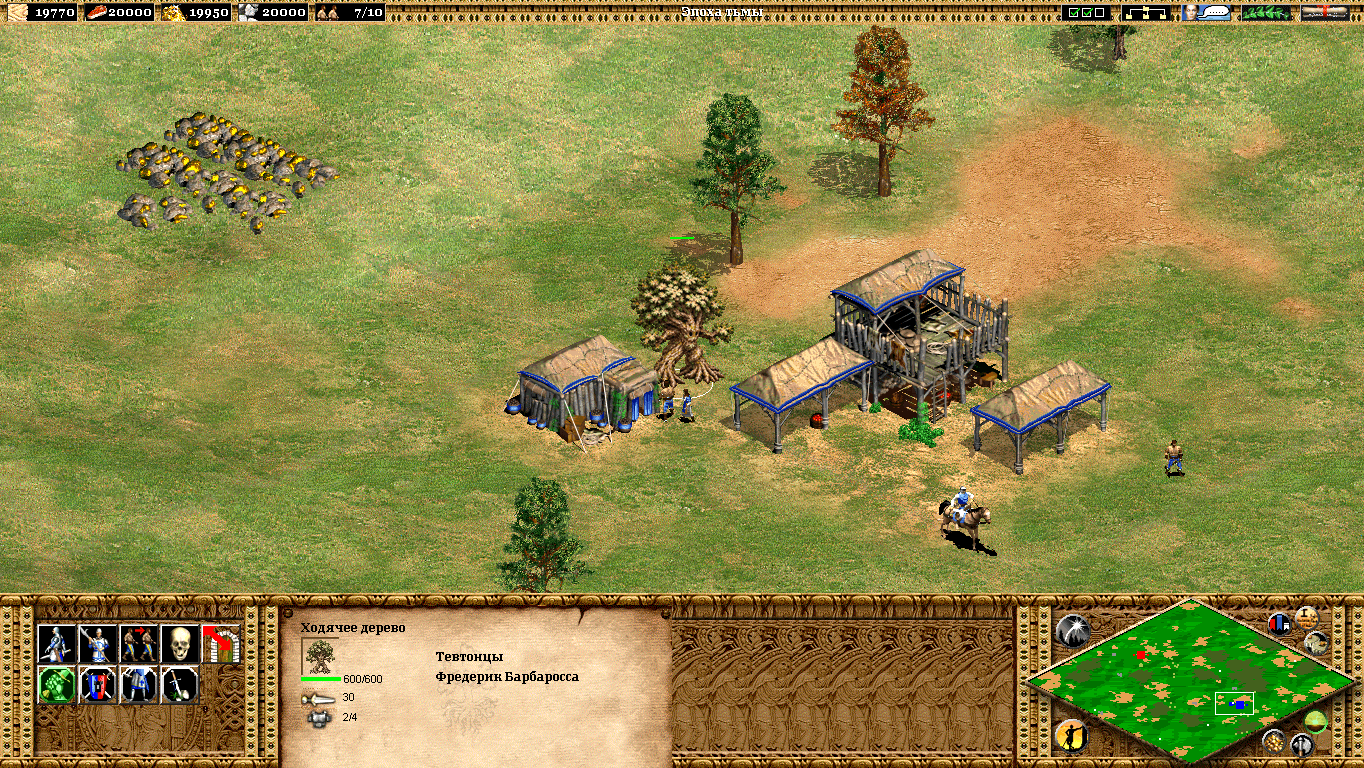 19770 20000 19950 20000 7/10 Эпоха тьмы
Ходячее дерево
Тевтонцы
600/600
Фредерик Барбаросса
30
2/4